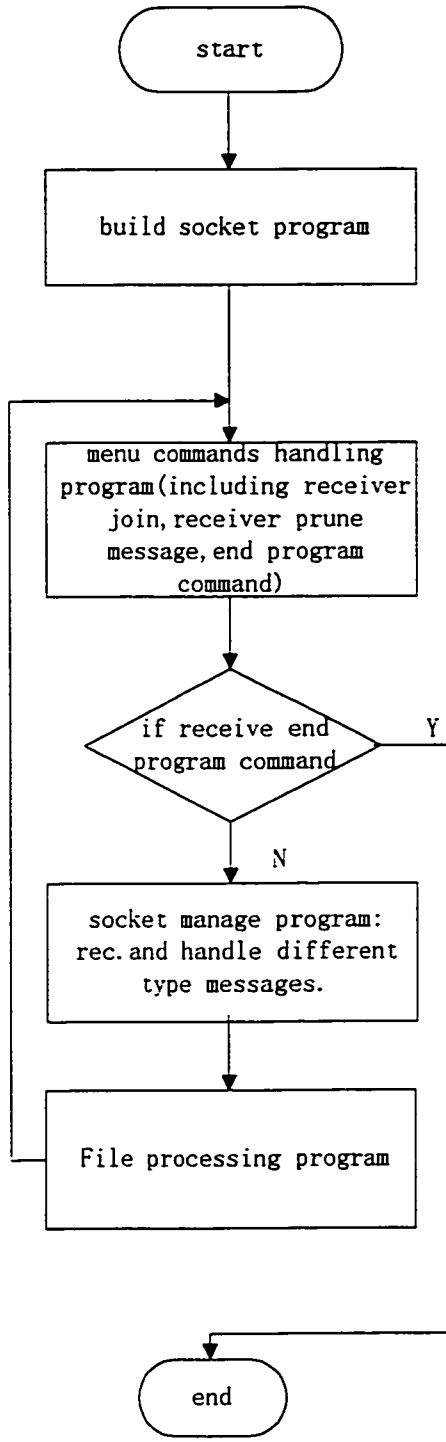 start
build socket program
menu commands handling
program(including receiver
join,receiver prune
message,end program
command)
if receive end
program command
Y
N
socket manage program:
rec.and handle different
type messages.
File processing program
end